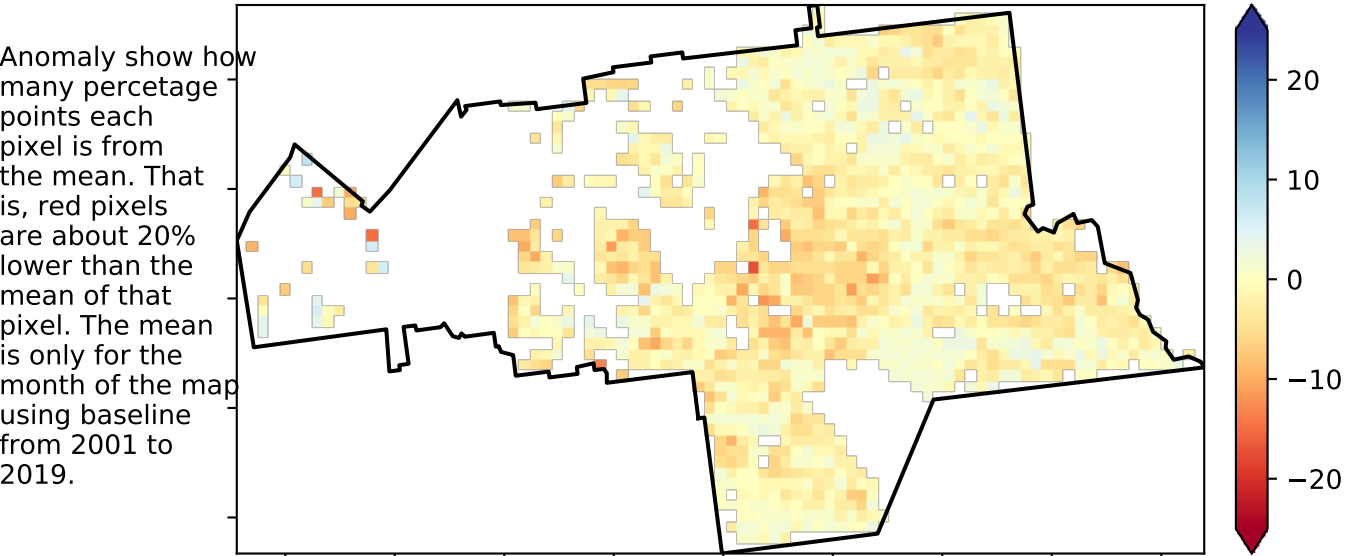 Anomaly show how
many percetage
points each
pixel is from
the mean. That
is, red pixels
are about 20%
lower than the
mean of that
pixel. The mean
is only for the
month of the map
using baseline
from 2001 to
2019.
20
10
0
−10
−20